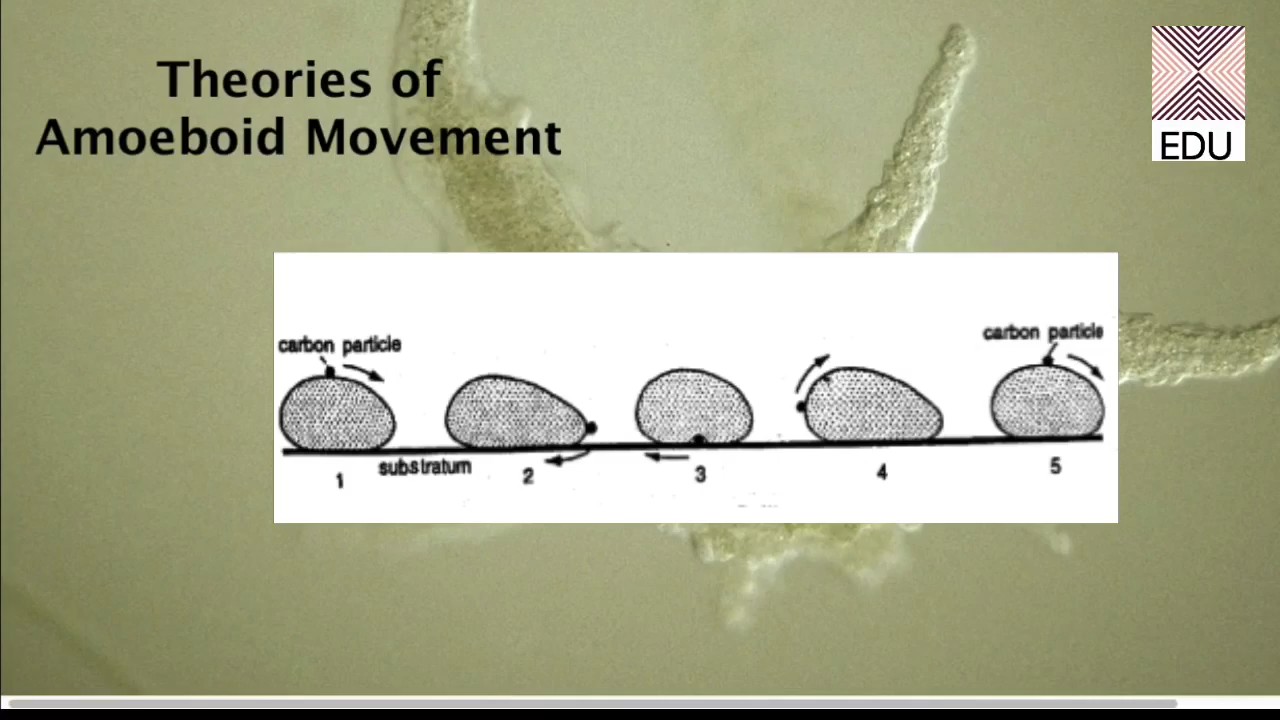 Theories of
Amoeboid Movement
EDU
carbon particle
carbon particle
substratum
1
2
3
4
5